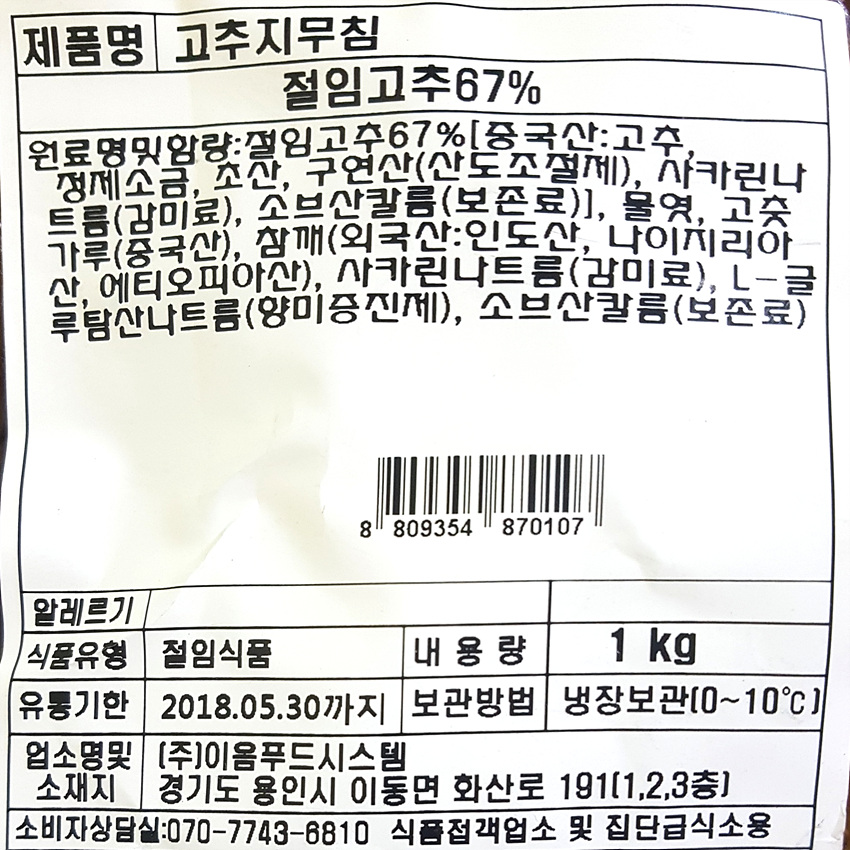 제품명 고추지무침
절임고추67%
원료명및함량:절임고추67%[중국산:고추,
정제소금, 초산, 구연산(산도조절제), 사카린나
트륨(감미료), 소브산칼륨(보존료)], 물엿, 고춧
가루(중국산), 참깨(외국산:인도산, 나이지리아
산, 에티오피아산), 사카린나트륨(감미료), L-글
루탐산나트륨(향미증진제), 소브산칼륨(보존료)
8 809354 870107
알레르기
식품유형 절임식품 내 용 량 1 kg
유통기한 2018.05.30까지 보관방법 냉장보관(0~10℃)
업소명및 (주)이옴푸드시스템
소재지 경기도 용인시 이동면 화산로 191(1,2,3층)
소비자상담실:070-7743-6810 식품접객업소 및 집단급식소용